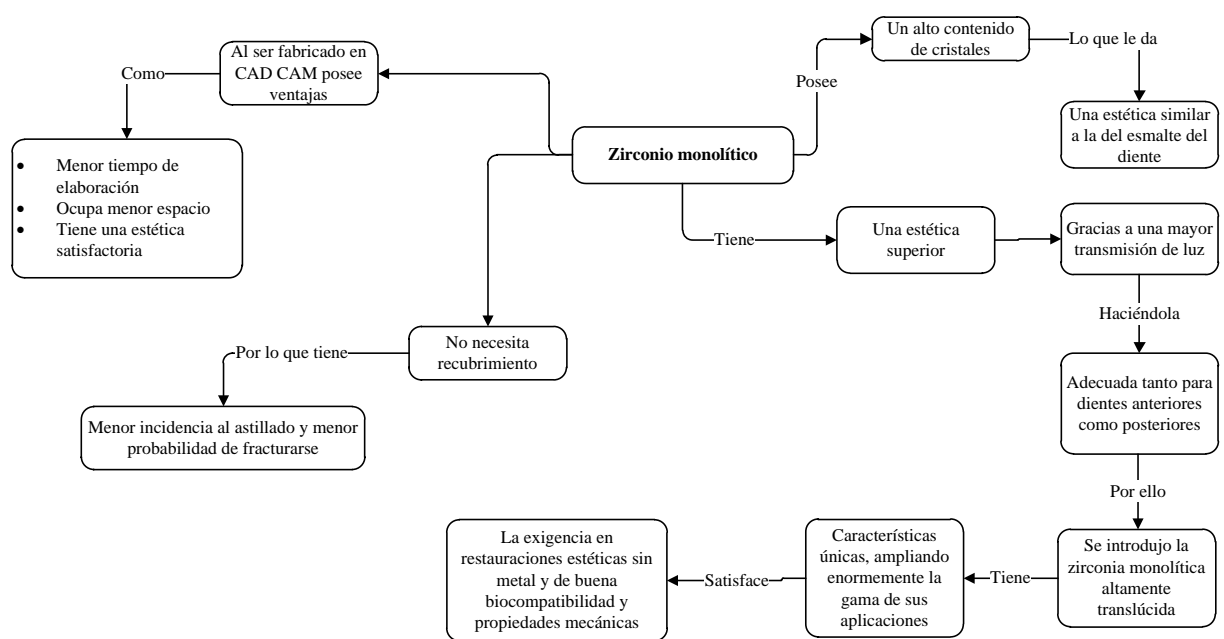 Al ser fabricado en
CAD CAM posee
ventajas
Como
• Menor tiempo de
elaboración
• Ocupa menor espacio
• Tiene una estética
satisfactoria
Zirconio monolítico
Posee
Un alto contenido
de cristales
Lo que le da
Una estética similar
a la del esmalte del
diente
Tiene
Una estética
superior
Gracias a una mayor
transmisión de luz
Haciéndola
Adecuada tanto para
dientes anteriores
como posteriores
Por ello
Se introdujo la
zirconia monolítica
altamente
translúcida
Tiene
Características
únicas, ampliando
enormemente la
gama de sus
aplicaciones
Satisface
La exigencia en
restauraciones estéticas sin
metal y de buena
biocompatibilidad y
propiedades mecánicas
No necesita
recubrimiento
Por lo que tiene
Menor incidencia al astillado y menor
probabilidad de fracturarse